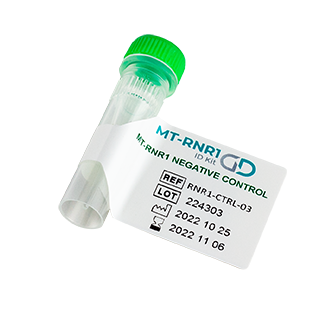 MT-RNR1 GD
ID Kit
MT-RNR1 NEGATIVE CONTROL
REF RNR1-CTRL-03
LOT 224303
2022 10 25
2022 11 06